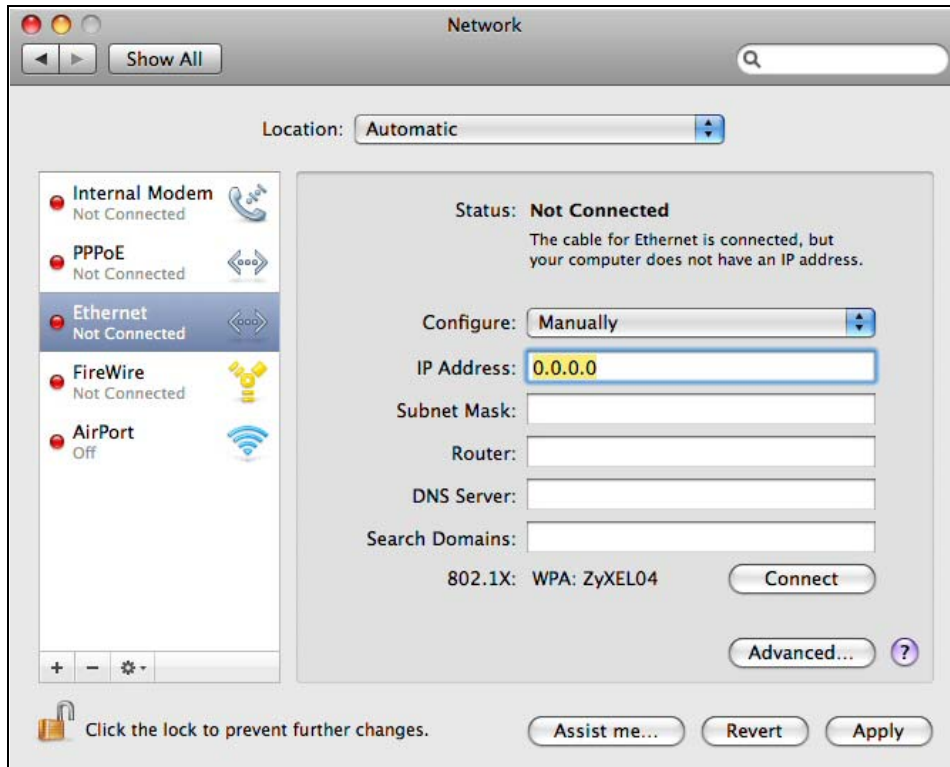 Network
Show All
Location: Automatic
Internal Modem
Not Connected
PPPoE
Not Connected
Ethernet
Not Connected
FireWire
Not Connected
AirPort
Off
Status: Not Connected
The cable for Ethernet is connected, but
your computer does not have an IP address.
Configure: Manually
IP Address: 0.0.0.0
Subnet Mask:
Router:
DNS Server:
Search Domains:
802.1X: WPA: ZyXEL04 Connect
Advanced... ?
+ −
Click the lock to prevent further changes. Assist me... Revert Apply